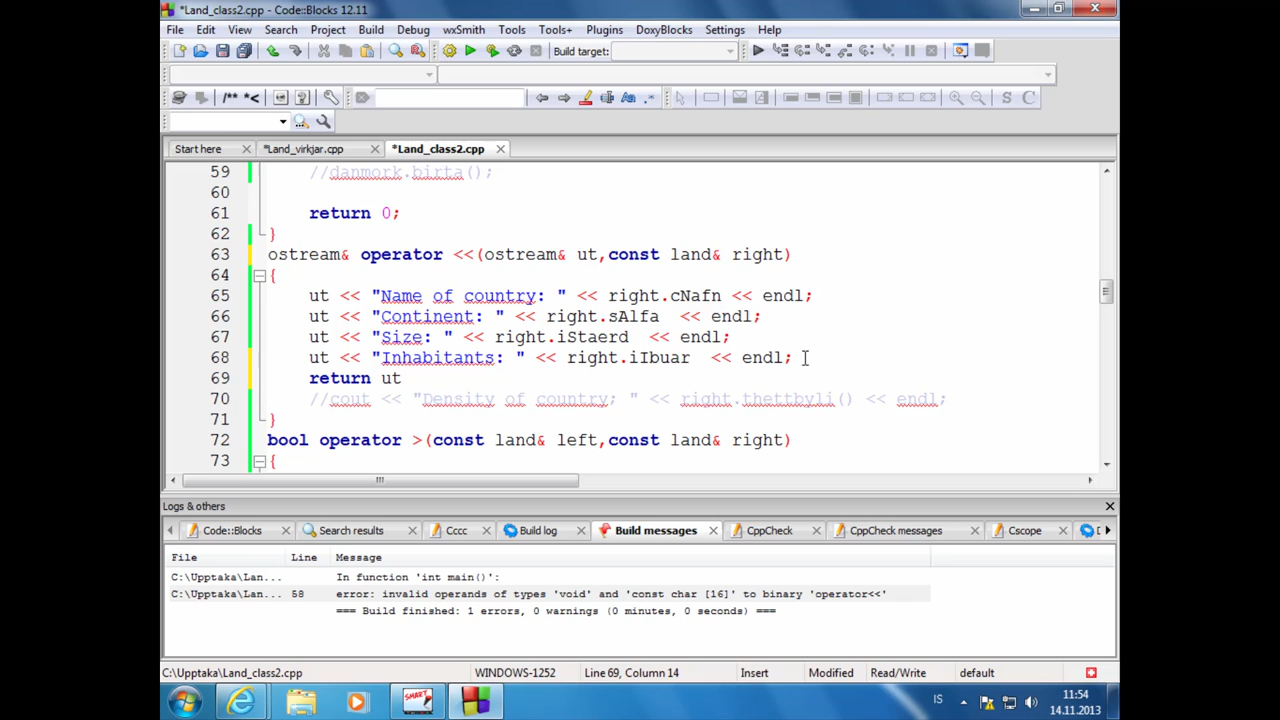 *Land_class2.cpp - Code::Blocks 12.11
File Edit View Search Project Build Debug wxSmith Tools Tools+ Plugins DoxyBlocks Settings Help
Build target:
/** *<
Aa .* S C
Start here *Land_virkjar.cpp *Land_class2.cpp
59 //danmork.birta();
60
61 return 0;
62 }
63 ostream& operator <<(ostream& ut,const land& right)
64 {
65 ut << "Name of country: " << right.cNafn << endl;
66 ut << "Continent: " << right.sAlfa << endl;
67 ut << "Size: " << right.iStaerd << endl;
68 ut << "Inhabitants: " << right.iIbuar << endl;
69 return ut
70 //cout << "Density of country; " << right.thettbyli() << endl;
71 }
72 bool operator >(const land& left,const land& right)
73 {
Logs & others
Code::Blocks Search results Cccc Build log Build messages CppCheck CppCheck messages Cscope D
File Line Message
C:\Upptaka\Lan... In function 'int main()':
C:\Upptaka\Lan... 58 error: invalid operands of types 'void' and 'const char [16]' to binary 'operator<<'
=== Build finished: 1 errors, 0 warnings (0 minutes, 0 seconds) ===
C:\Upptaka\Land_class2.cpp WINDOWS-1252 Line 69, Column 14 Insert Modified Read/Write default
SMART IS 11:54
14.11.2013